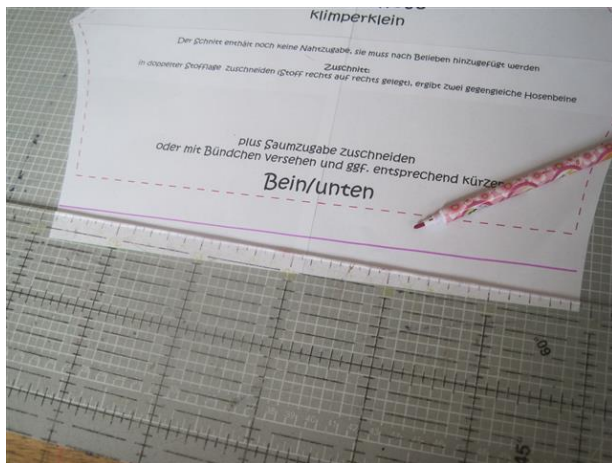 Klimperklein
Der Schnitt enthält noch keine Nahtzugabe, sie muss nach Belieben hinzugefügt werden
Zuschnitt:
in doppelter Stofflage zuschneiden (Stoff rechts auf rechts gelegt), ergibt zwei gegengleiche Hosenbeine
plus Saumzugabe zuschneiden
oder mit Bündchen versehen und ggf. entsprechend kürzen
Bein/unten
60°
45°